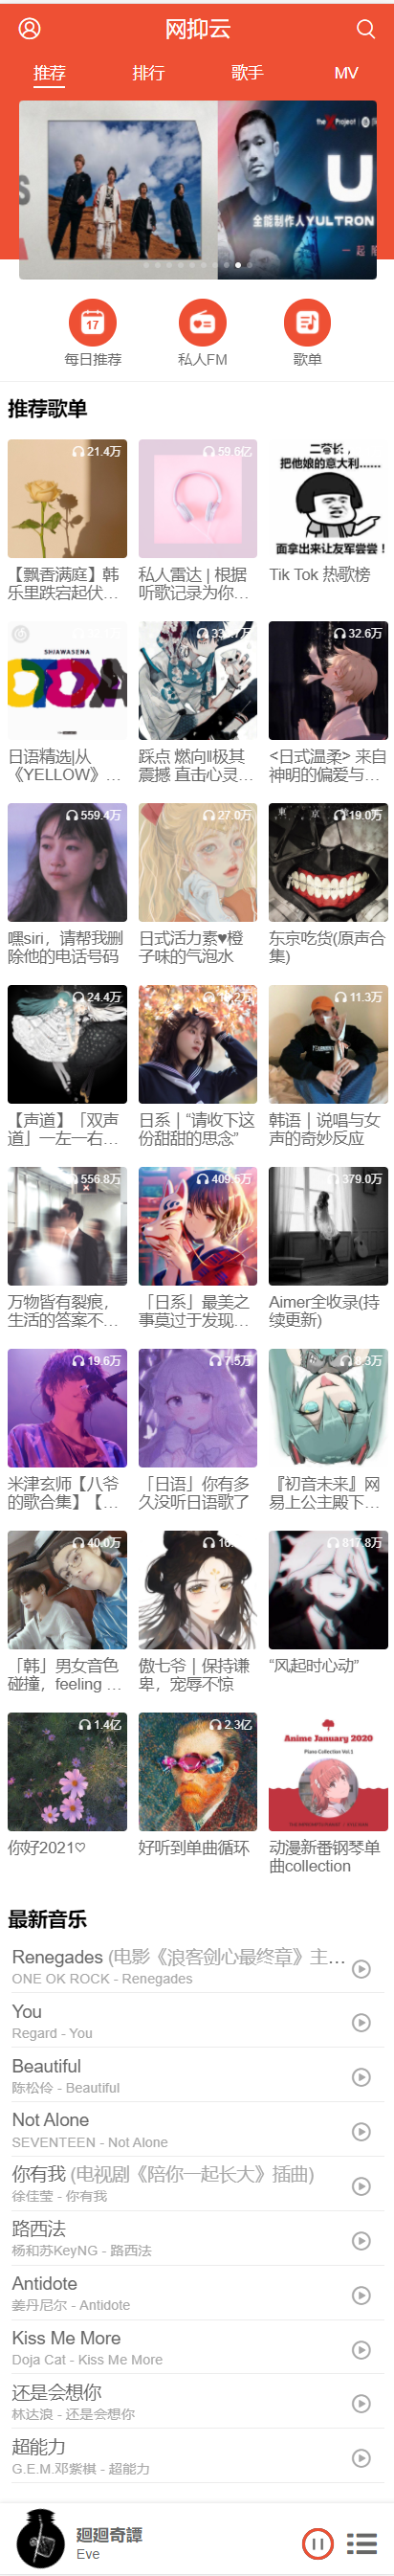 网抑云
推荐 排行 歌手 MV
the X Project
U
全能制作人YULTRON
一起
17
每日推荐 私人FM 歌单
推荐歌单
21.4万 59.6亿
二营长,
把他娘的意大利......
面拿出来让友军尝尝!
【飘香满庭】韩 私人雷达 | 根据 Tik Tok 热歌榜
乐里跌宕起伏... 听歌记录为你...
32.6万
SHIAWASENA
日语精选|从 踩点 燃向‖极其 <日式温柔> 来自
《YELLOW》... 震撼 直击心灵... 神明的偏爱与...
559.4万 27.0万 19.0万
嘿siri，请帮我删 日式活力素♥橙 东京吃货(原声合
除他的电话号码 子味的气泡水 集)
24.4万 11.3万
【声道】「双声 日系 | “请收下这 韩语 | 说唱与女
道」一左一右... 份甜甜的思念” 声的奇妙反应
556.8万 409.5万 379.0万
万物皆有裂痕， 「日系」最美之 Aimer全收录(持
生活的答案不... 事莫过于发现... 续更新)
19.6万 7.5万
米津玄师【八爷 「日语」你有多 『初音未来』网
的歌合集】【... 久没听日语歌了 易上公主殿下...
40.0万 817.8万
「韩」男女音色 傲七爷 | 保持谦 “风起时心动”
碰撞，feeling ... 卑，宠辱不惊
1.4亿 2.3亿
Anime January 2020
Piano Collection Vol.1
你好2021♡ 好听到单曲循环 动漫新番钢琴单
曲collection
最新音乐
Renegades (电影《浪客剑心最终章》主...
ONE OK ROCK - Renegades
You
Regard - You
Beautiful
陈松伶 - Beautiful
Not Alone
SEVENTEEN - Not Alone
你有我 (电视剧《陪你一起长大》插曲)
徐佳莹 - 你有我
路西法
杨和苏KeyNG - 路西法
Antidote
姜丹尼尔 - Antidote
Kiss Me More
Doja Cat - Kiss Me More
还是会想你
林达浪 - 还是会想你
超能力
G.E.M.邓紫棋 - 超能力
廻廻奇譚
Eve